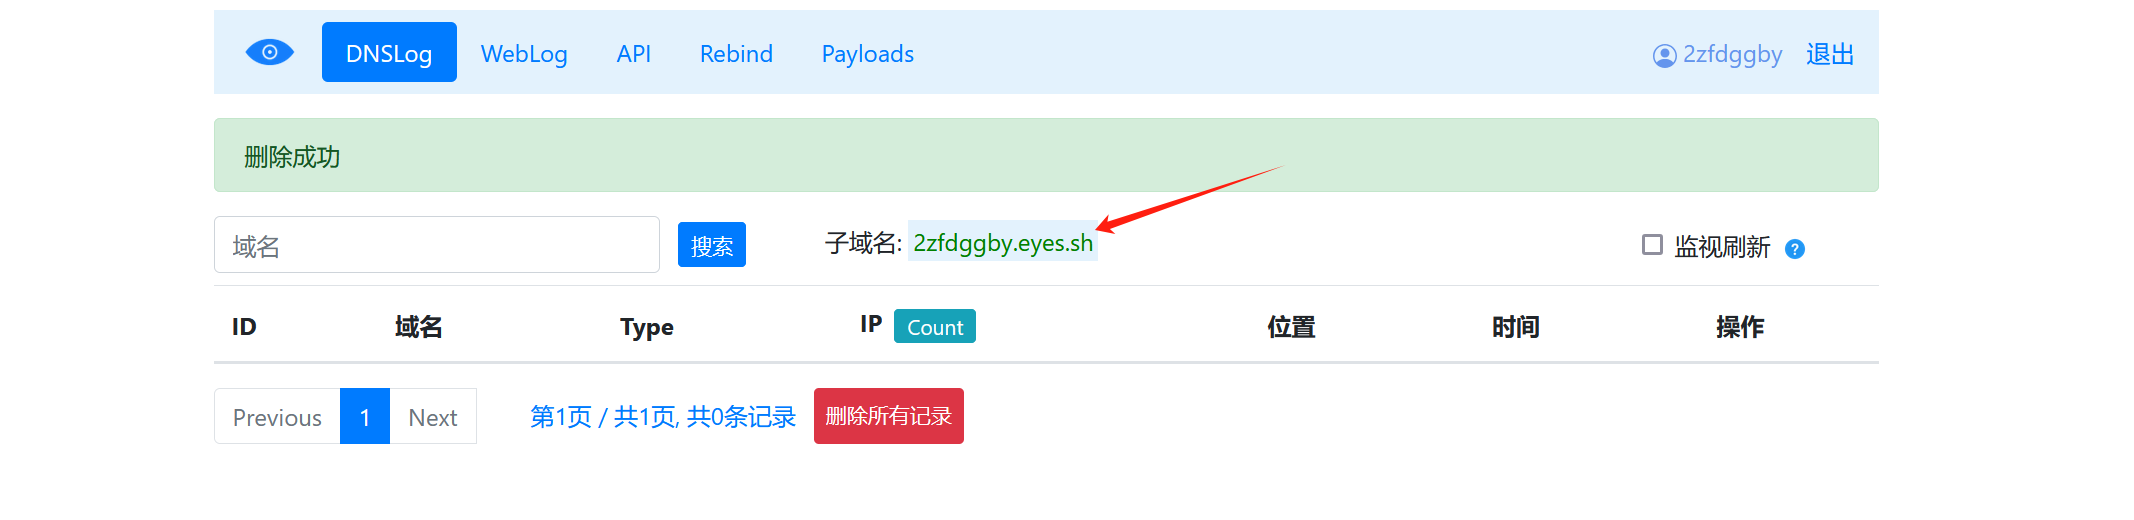 DNSLog WebLog API Rebind Payloads 2zfdggby 退出
删除成功
域名 搜索 子域名: 2zfdggby.eyes.sh 监视刷新 ?
ID 域名 Type IP Count 位置 时间 操作
Previous 1 Next 第1页 / 共1页, 共0条记录 删除所有记录